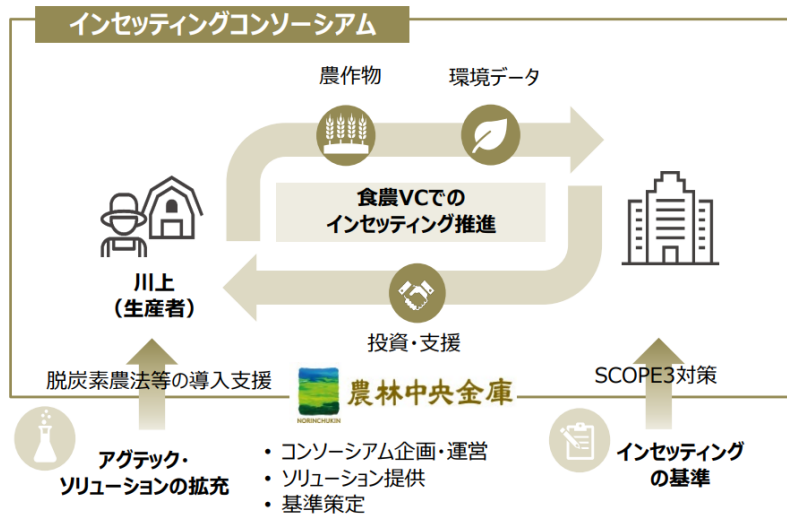 インセッティングコンソーシアム
農作物
環境データ
食農VCでの
インセッティング推進
川上
（生産者）
投資・支援
脱炭素農法等の導入支援
SCOPE3対策
NORINCHUKIN
農林中央金庫
アグテック・
ソリューションの拡充
• コンソーシアム企画・運営
• ソリューション提供
• 基準策定
インセッティング
の基準